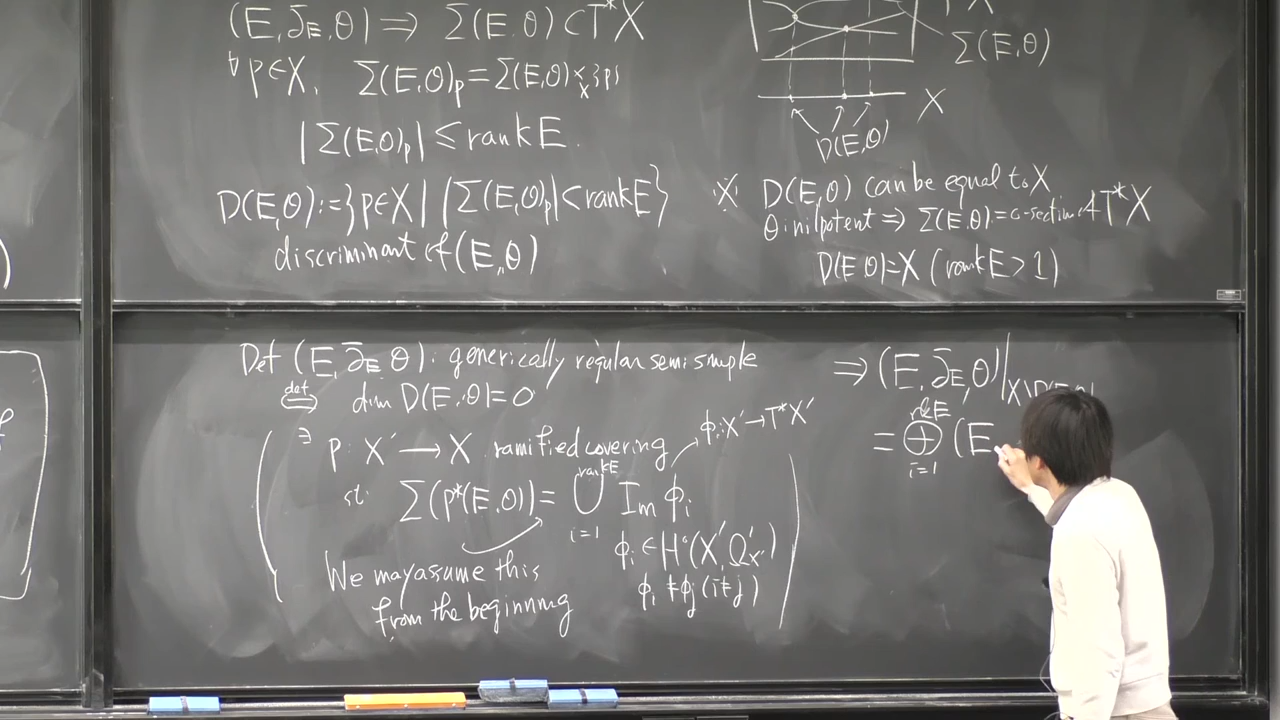 (E, ∂̄_E, θ) ⟹ Σ(E, θ) ⊂ T*X
∀p∈X, Σ(E,θ)_p = Σ(E,θ) ×_X {p}
|Σ(E,θ)_p| ≤ rank E.
D(E,θ) := {p∈X | |Σ(E,θ)_p| < rank E}
discriminant of (E, θ)
Σ(E,θ)
X
D(E,θ)
※ D(E,θ) can be equal to X
θ: nilpotent ⟹ Σ(E,θ) = 0-section of T*X
D(E,θ) = X (rank E > 1)
Def (E, ∂̄_E, θ): generically regular semisimple
⟺^{def} dim D(E,θ) = 0
∃ p: X' → X ramified covering
φ_i: X' → T*X'
s.t. Σ(p*(E,θ)) = ∪_{i=1}^{rank E} Im φ_i
φ_i ∈ H⁰(X', Ω¹_{X'})
φ_i ≠ φ_j (i≠j)
We may assume this
from the beginning
⟹ (E, ∂̄_E, θ)|
= ⊕_{i=1}^{rk E} (E